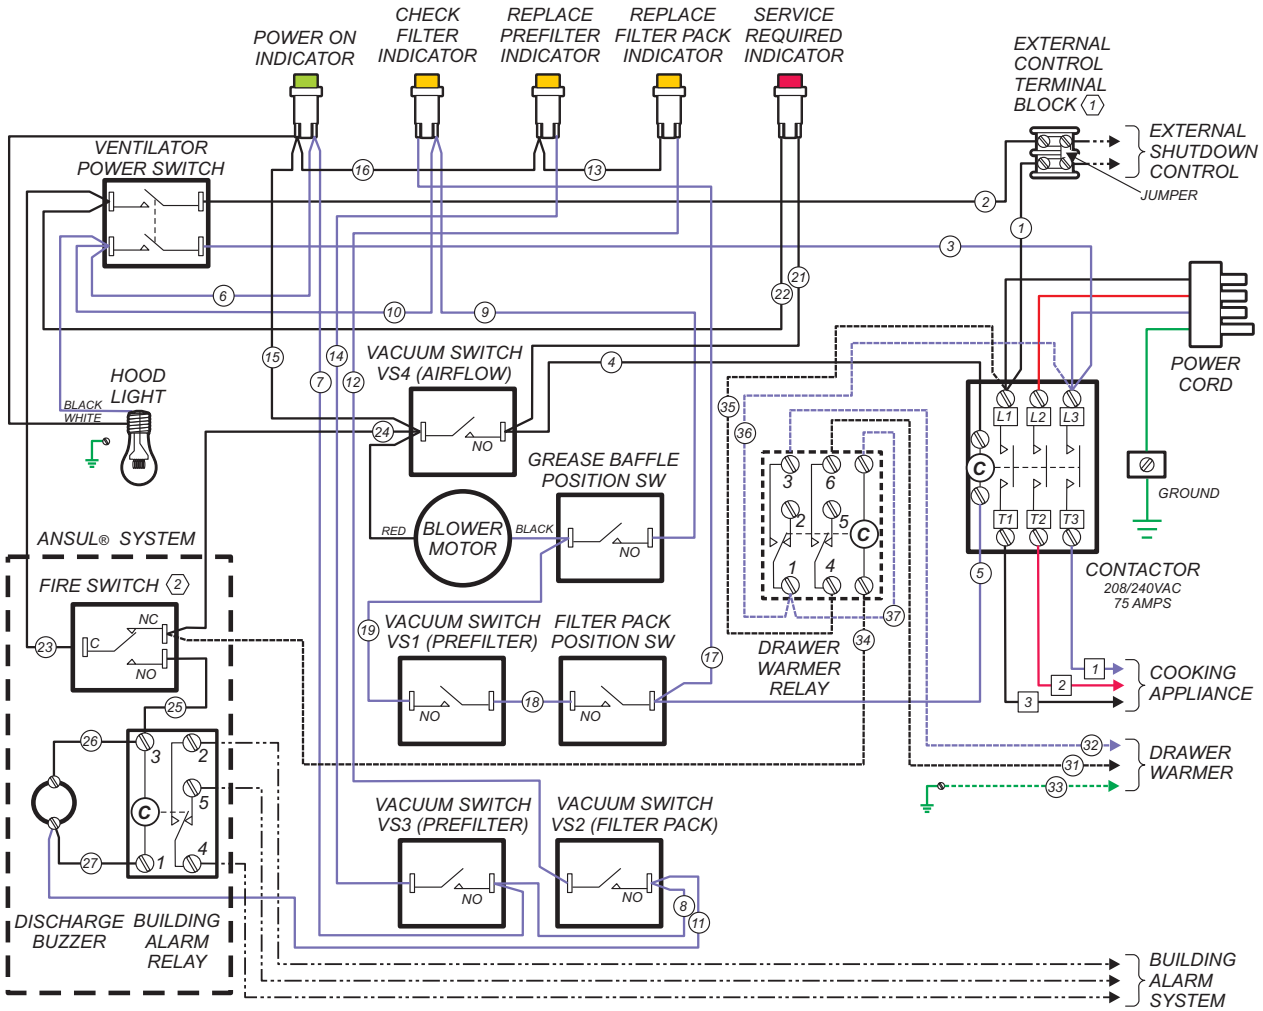 POWER ON
INDICATOR
CHECK
FILTER
INDICATOR
REPLACE
PREFILTER
INDICATOR
REPLACE
FILTER PACK
INDICATOR
SERVICE
REQUIRED
INDICATOR
EXTERNAL
CONTROL
TERMINAL
BLOCK 1
EXTERNAL
SHUTDOWN
CONTROL
JUMPER
VENTILATOR
POWER SWITCH
16
13
2
1
3
6
10
9
21
22
15
14
7
12
4
VACUUM SWITCH
VS4 (AIRFLOW)
NO
24
HOOD
LIGHT
BLACK
WHITE
POWER
CORD
35
36
L1
L2
L3
C
T1
T2
T3
GROUND
CONTACTOR
208/240VAC
75 AMPS
5
GREASE BAFFLE
POSITION SW
NO
RED
BLOWER
MOTOR
BLACK
3
6
2
5
C
1
4
37
34
DRAWER
WARMER
RELAY
ANSUL® SYSTEM
FIRE SWITCH 2
NC
C
NO
23
25
19
VACUUM SWITCH
VS1 (PREFILTER)
NO
18
FILTER PACK
POSITION SW
NO
17
1
2
3
COOKING
APPLIANCE
32
31
33
DRAWER
WARMER
26
27
3
2
5
C
1
4
DISCHARGE
BUZZER
BUILDING
ALARM
RELAY
VACUUM SWITCH
VS3 (PREFILTER)
NO
VACUUM SWITCH
VS2 (FILTER PACK)
NO
8
11
BUILDING
ALARM
SYSTEM